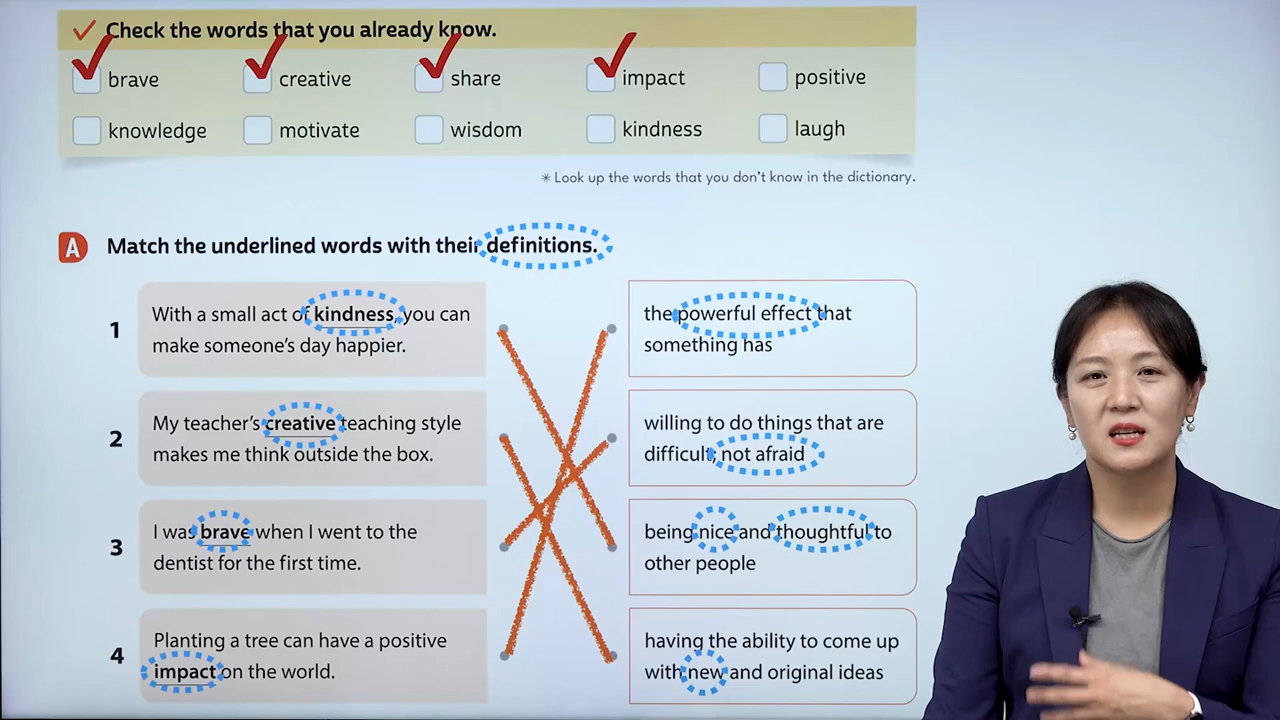 Check the words that you already know.
brave creative share impact positive
knowledge motivate wisdom kindness laugh
* Look up the words that you don't know in the dictionary.
A Match the underlined words with their definitions.
1 With a small act of kindness, you can
make someone's day happier.
the powerful effect that
something has
2 My teacher's creative teaching style
makes me think outside the box.
willing to do things that are
difficult; not afraid
3 I was brave when I went to the
dentist for the first time.
being nice and thoughtful to
other people
4 Planting a tree can have a positive
impact on the world.
having the ability to come up
with new and original ideas